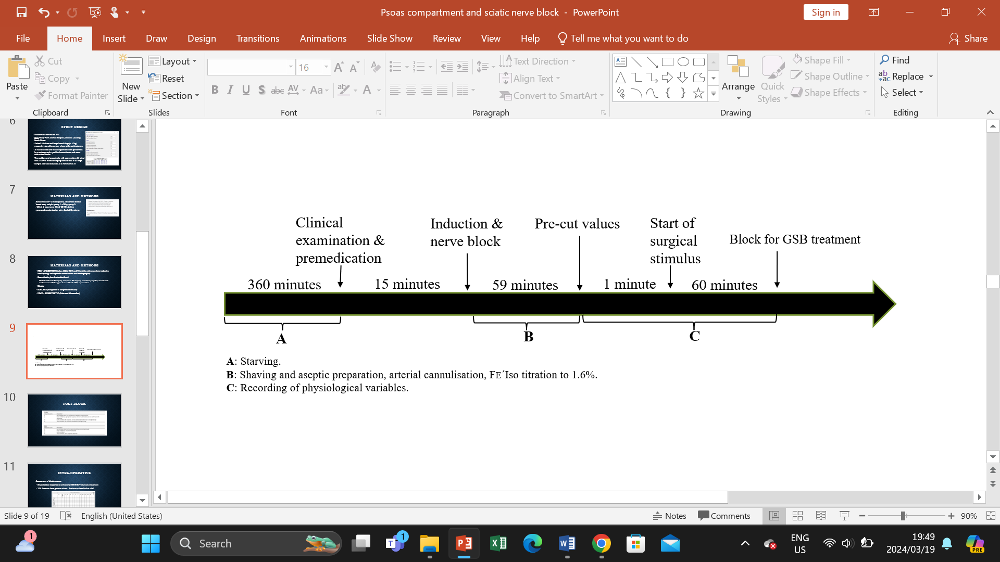 Psoas compartment and sciatic nerve block - PowerPoint
Sign in
File Home Insert Draw Design Transitions Animations Slide Show Review View Help Tell me what you want to do Share
Paste
Cut
Copy
Format Painter
Clipboard
New Slide
Layout
Reset
Section
Slides
16
B I U S abc AV Aa A
Font
Text Direction
Align Text
Convert to SmartArt
Paragraph
Arrange
Quick Styles
Shape Fill
Shape Outline
Shape Effects
Drawing
Find
Replace
Select
Editing
6
STUDY DESIGN
7
MATERIALS AND METHODS
8
MATERIALS AND METHODS
9
10
POST-BLOCK
11
INTRA-OPERATIVE
Clinical
examination &
premedication
Induction &
nerve block
Pre-cut values
Start of
surgical
stimulus
Block for GSB treatment
360 minutes 15 minutes 59 minutes 1 minute 60 minutes
A B C
A: Starving.
B: Shaving and aseptic preparation, arterial cannulisation, FE´Iso titration to 1.6%.
C: Recording of physiological variables.
Slide 9 of 19 English (United States) Notes Comments 90%
1
Search
1
ENG
US
19:49
2024/03/19
PRE